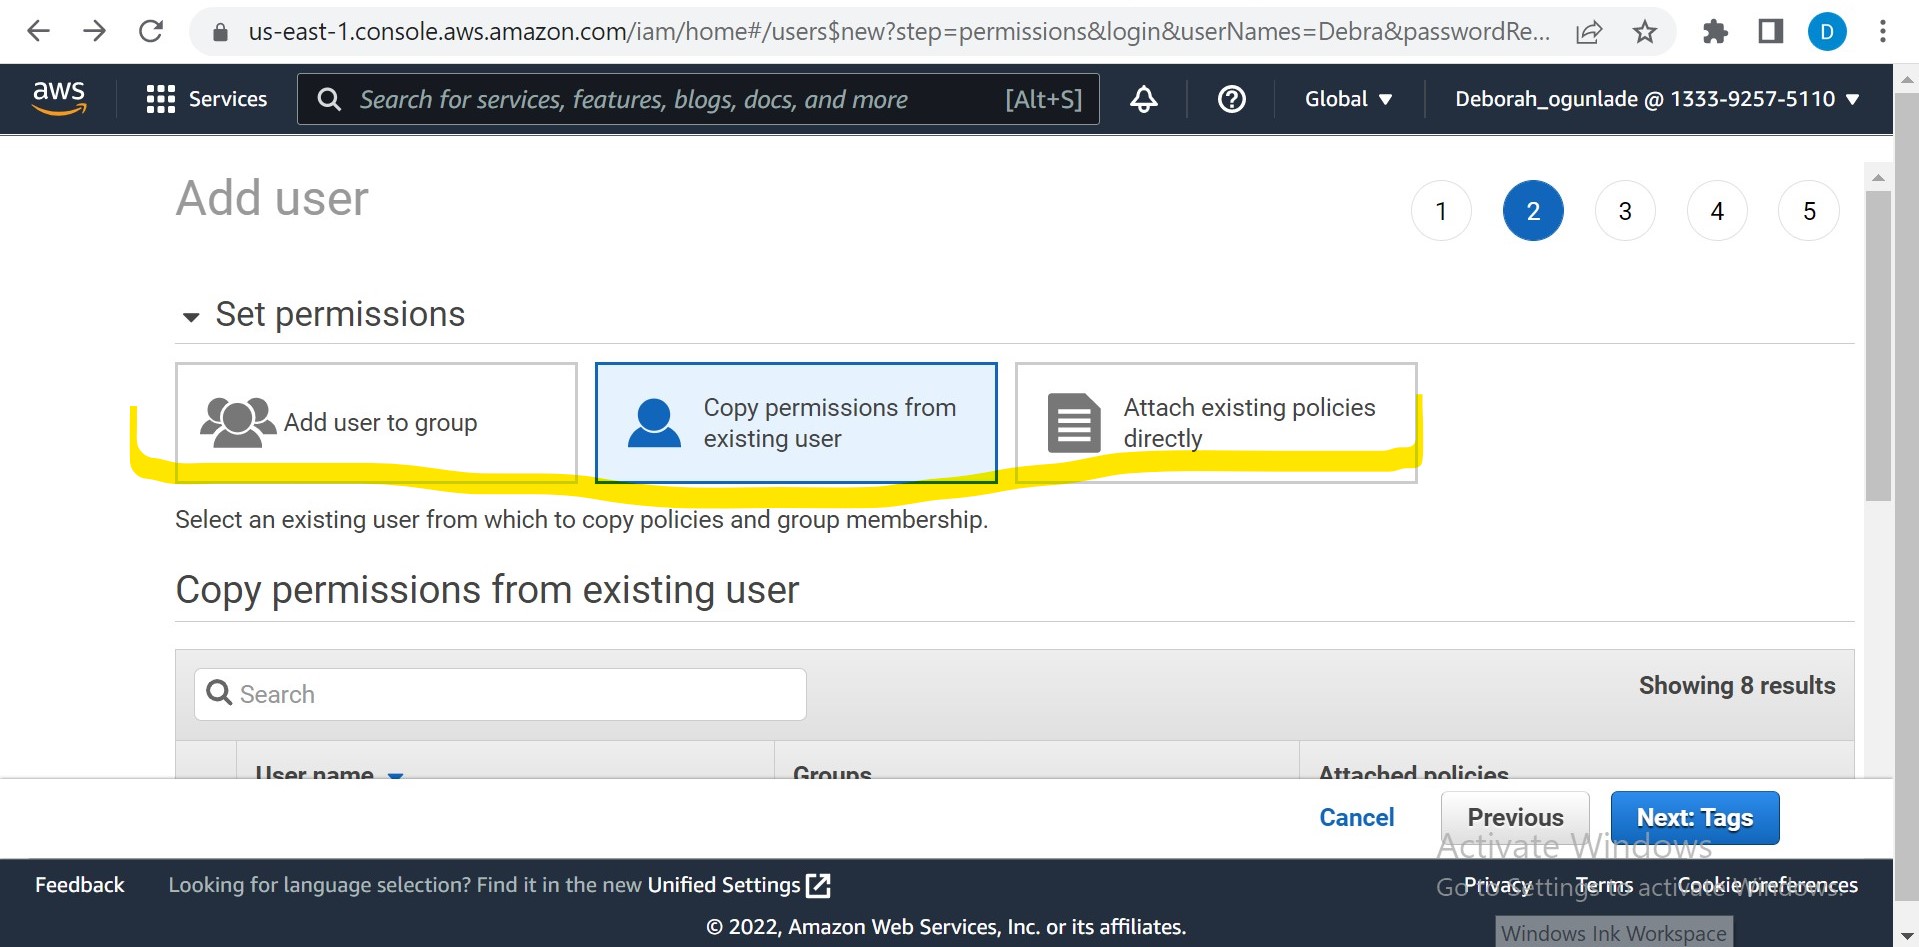 us-east-1.console.aws.amazon.com/iam/home#/users$new?step=permissions&login&userNames=Debra&passwordRe...
D
aws
Services
Search for services, features, blogs, docs, and more
[Alt+S]
Global
Deborah_ogunlade @ 1333-9257-5110
Add user
1
2
3
4
5
Set permissions
Add user to group
Copy permissions from
existing user
Attach existing policies
directly
Select an existing user from which to copy policies and group membership.
Copy permissions from existing user
Search
Showing 8 results
User name
Groups
Attached policies
Cancel
Previous
Next: Tags
Activate Windows
Go to Settings to activate Windows.
Feedback
Looking for language selection? Find it in the new Unified Settings
Privacy
Terms
Cookie preferences
© 2022, Amazon Web Services, Inc. or its affiliates.
Windows Ink Workspace